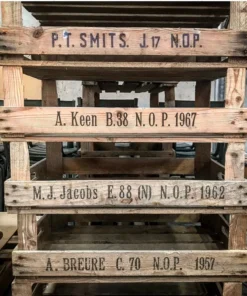 P.T. SMITS. J.17 N.O.P.
A. Keen B.38 N.O.P. 1967
M.J. Jacobs E.88 (N) N.O.P. 1962
A. BREURE C.70 N.O.P. 1957